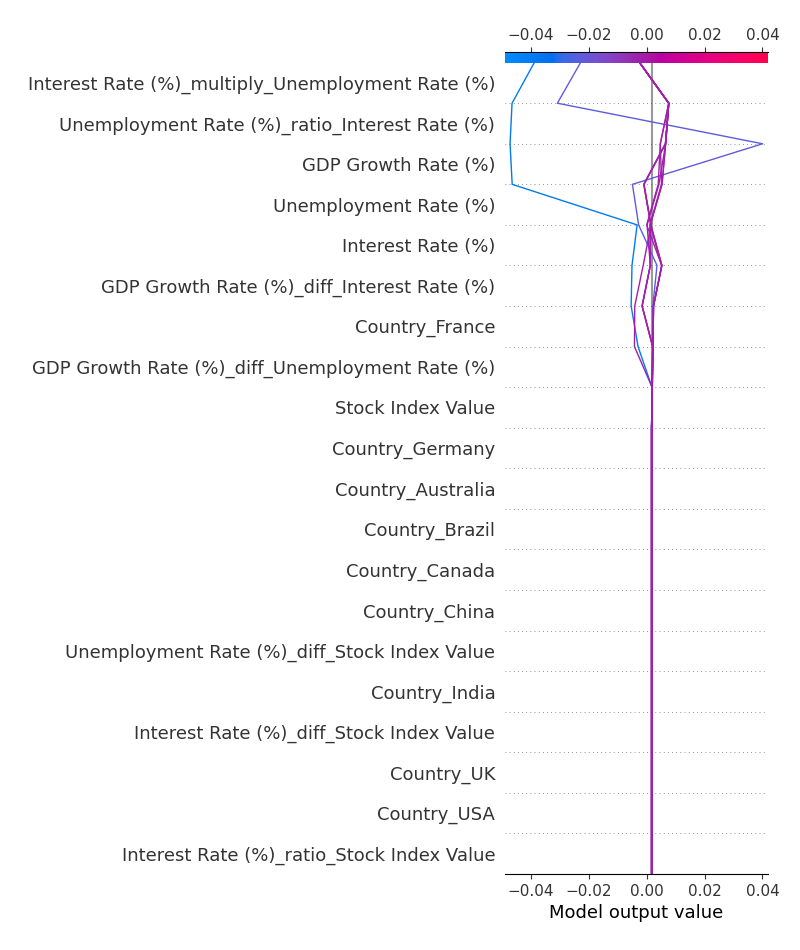 −0.04 −0.02 0.00 0.02 0.04
Interest Rate (%)_multiply_Unemployment Rate (%)
Unemployment Rate (%)_ratio_Interest Rate (%)
GDP Growth Rate (%)
Unemployment Rate (%)
Interest Rate (%)
GDP Growth Rate (%)_diff_Interest Rate (%)
Country_France
GDP Growth Rate (%)_diff_Unemployment Rate (%)
Stock Index Value
Country_Germany
Country_Australia
Country_Brazil
Country_Canada
Country_China
Unemployment Rate (%)_diff_Stock Index Value
Country_India
Interest Rate (%)_diff_Stock Index Value
Country_UK
Country_USA
Interest Rate (%)_ratio_Stock Index Value
−0.04 −0.02 0.00 0.02 0.04
Model output value